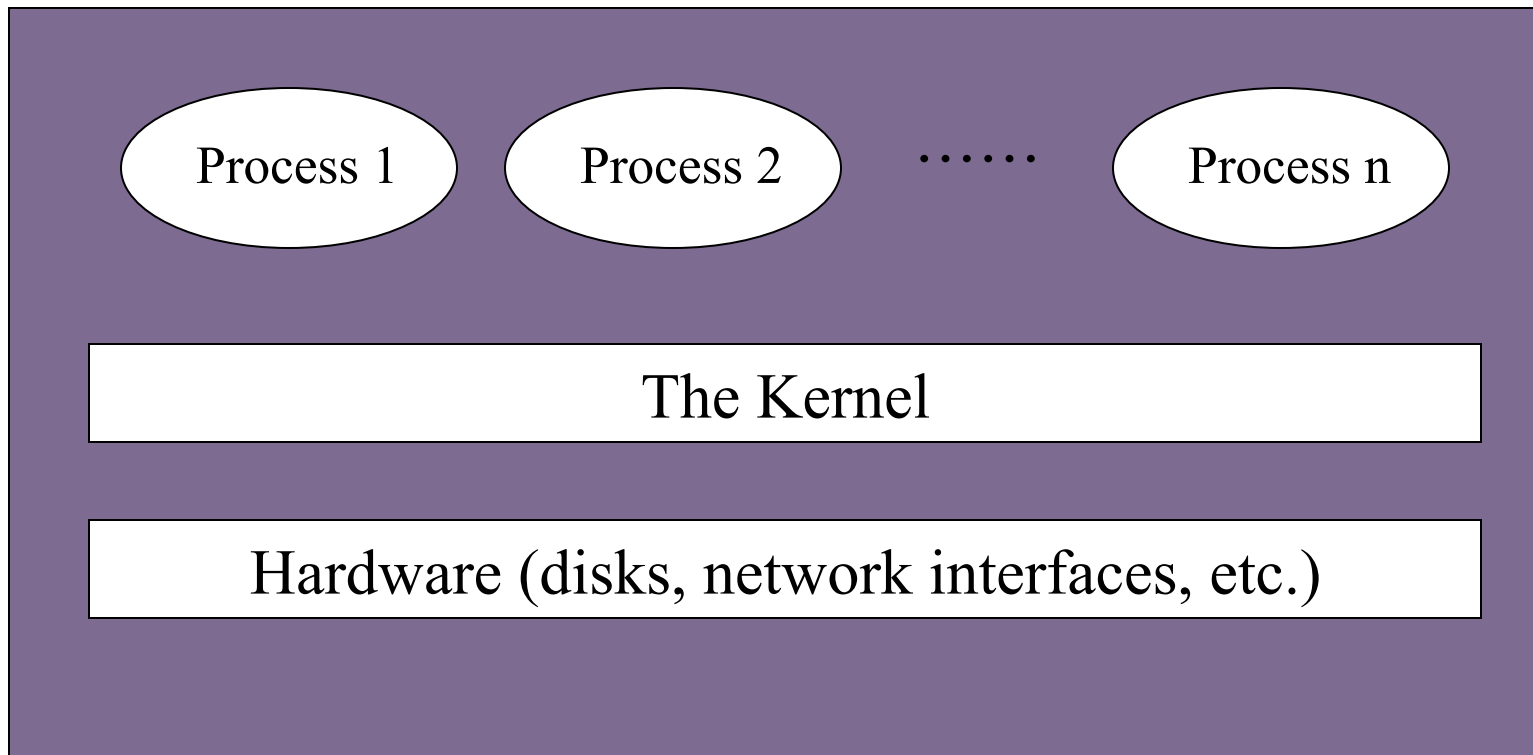 Process 1 Process 2 ...... Process n
The Kernel
Hardware (disks, network interfaces, etc.)